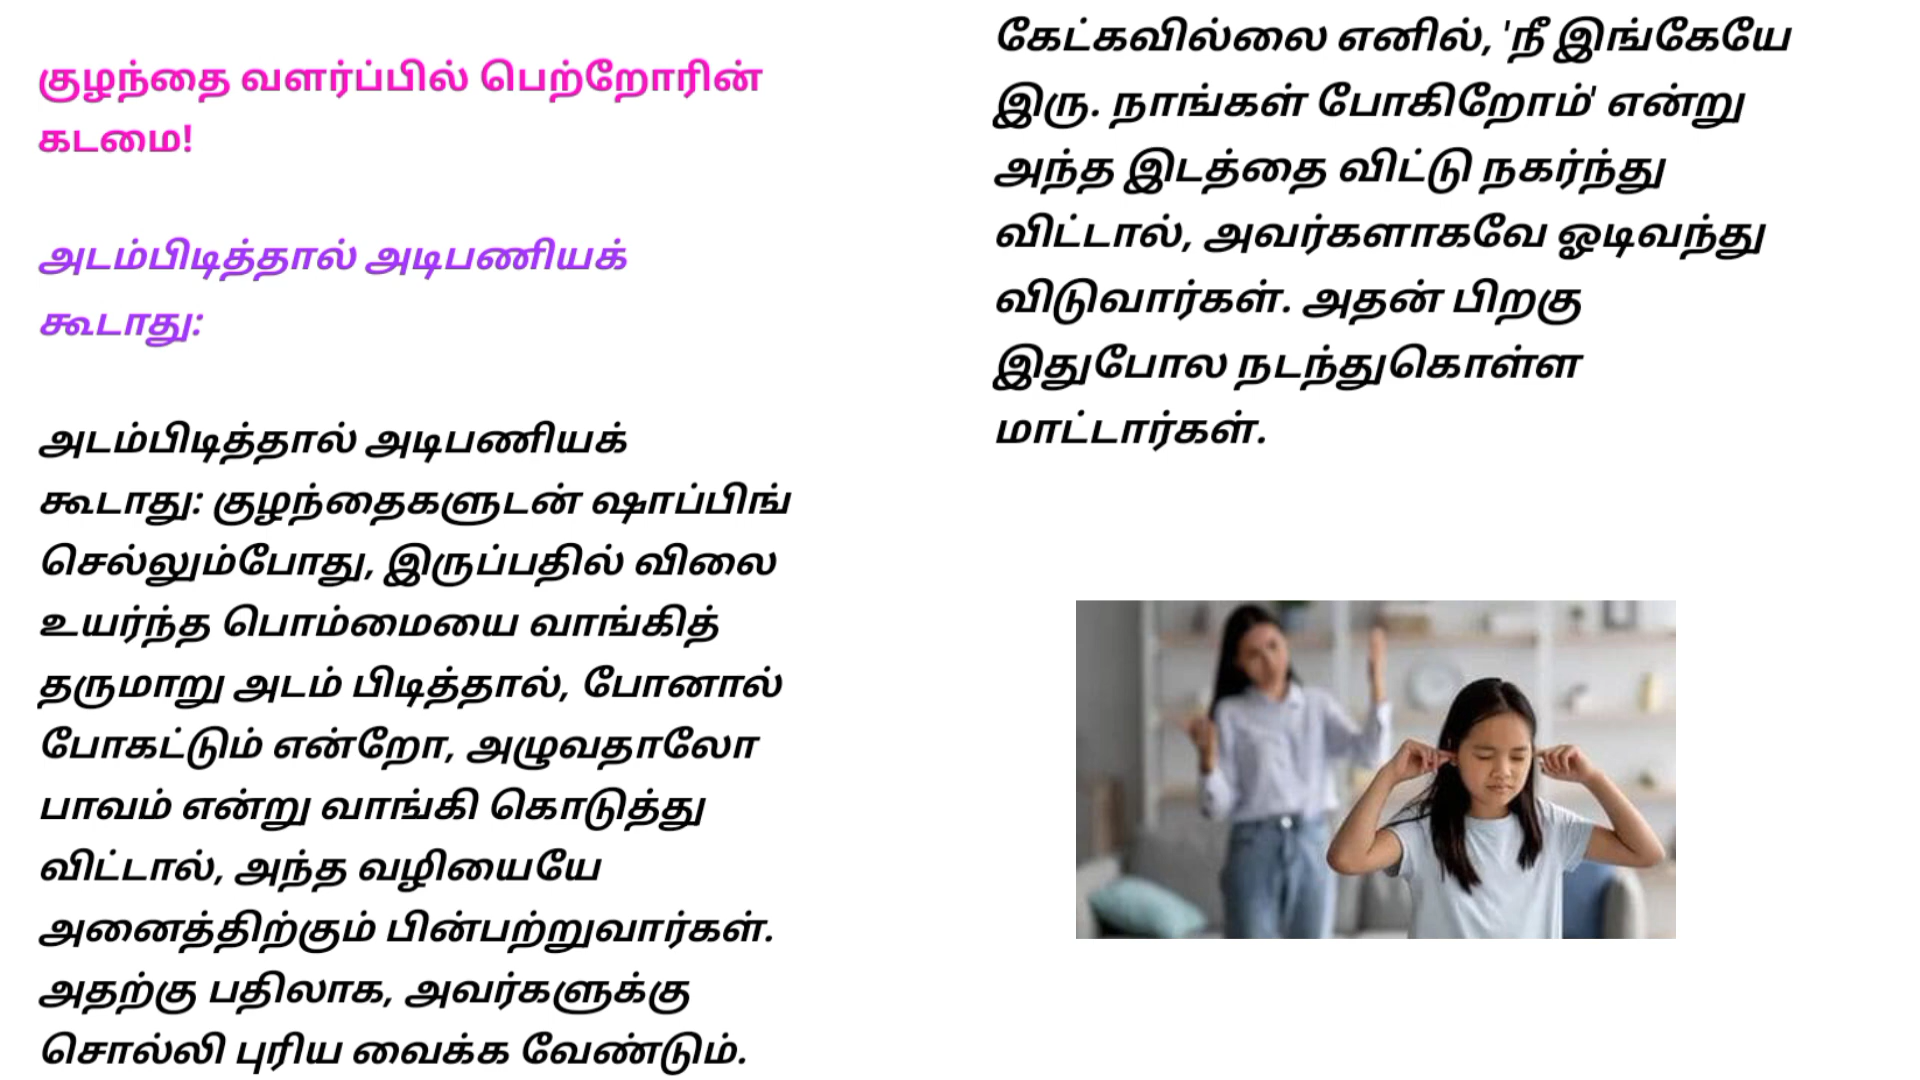 குழந்தை வளர்ப்பில் பெற்றோரின்
கடமை!
அடம்பிடித்தால் அடிபணியக்
கூடாது:
அடம்பிடித்தால் அடிபணியக்
கூடாது: குழந்தைகளுடன் ஷாப்பிங்
செல்லும்போது, இருப்பதில் விலை
உயர்ந்த பொம்மையை வாங்கித்
தருமாறு அடம் பிடித்தால், போனால்
போகட்டும் என்றோ, அழுவதாலோ
பாவம் என்று வாங்கி கொடுத்து
விட்டால், அந்த வழியையே
அனைத்திற்கும் பின்பற்றுவார்கள்.
அதற்கு பதிலாக, அவர்களுக்கு
சொல்லி புரிய வைக்க வேண்டும்.
கேட்கவில்லை எனில், 'நீ இங்கேயே
இரு. நாங்கள் போகிறோம்' என்று
அந்த இடத்தை விட்டு நகர்ந்து
விட்டால், அவர்களாகவே ஓடிவந்து
விடுவார்கள். அதன் பிறகு
இதுபோல நடந்துகொள்ள
மாட்டார்கள்.